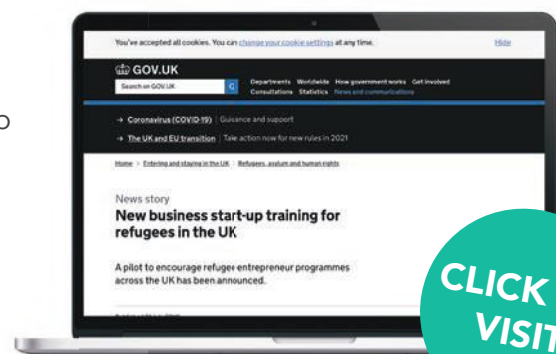 You've accepted all cookies. You can change your cookie settings at any time. Hide
GOV.UK
Search on GOV.UK
Departments Worldwide How government works Get involved
Consultations Statistics News and communications
→ Coronavirus (COVID-19) | Guidance and support
→ The UK and EU transition | Take action now for new rules in 2021
Home > Entering and staying in the UK > Refugees, asylum and human rights
News story
New business start-up training for
refugees in the UK
A pilot to encourage refugee entrepreneur programmes
across the UK has been announced.
CLICK
VISIT